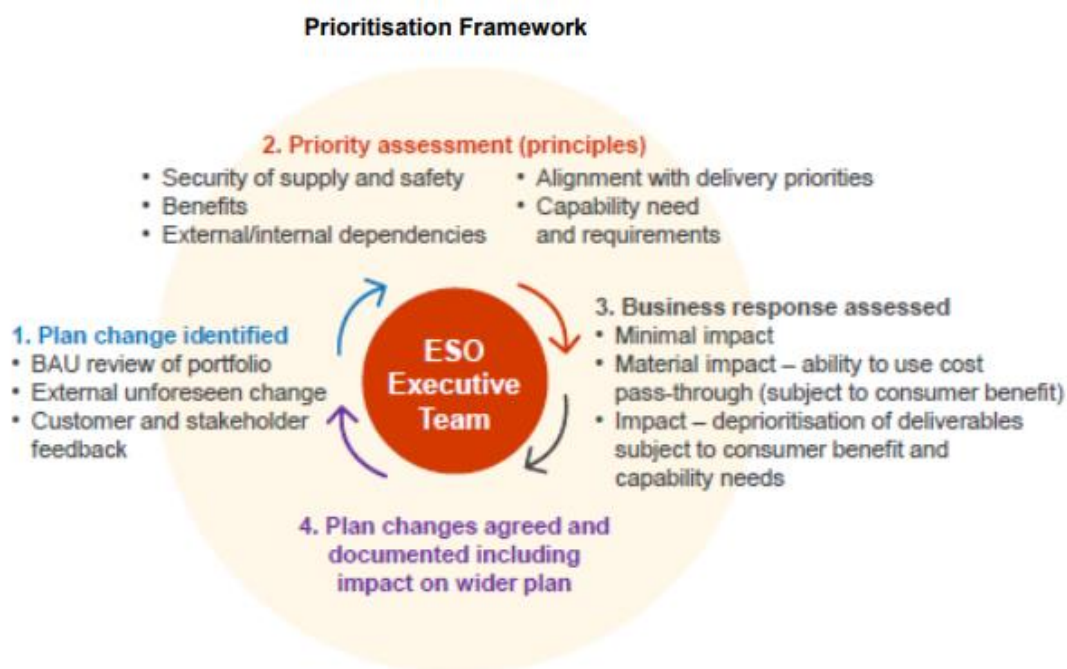 Prioritisation Framework
2. Priority assessment (principles)
• Security of supply and safety
• Benefits
• External/internal dependencies
• Alignment with delivery priorities
• Capability need
and requirements
1. Plan change identified
• BAU review of portfolio
• External unforeseen change
• Customer and stakeholder
feedback
ESO
Executive
Team
3. Business response assessed
• Minimal impact
• Material impact – ability to use cost
pass-through (subject to consumer benefit)
• Impact – deprioritisation of deliverables
subject to consumer benefit and
capability needs
4. Plan changes agreed and
documented including
impact on wider plan